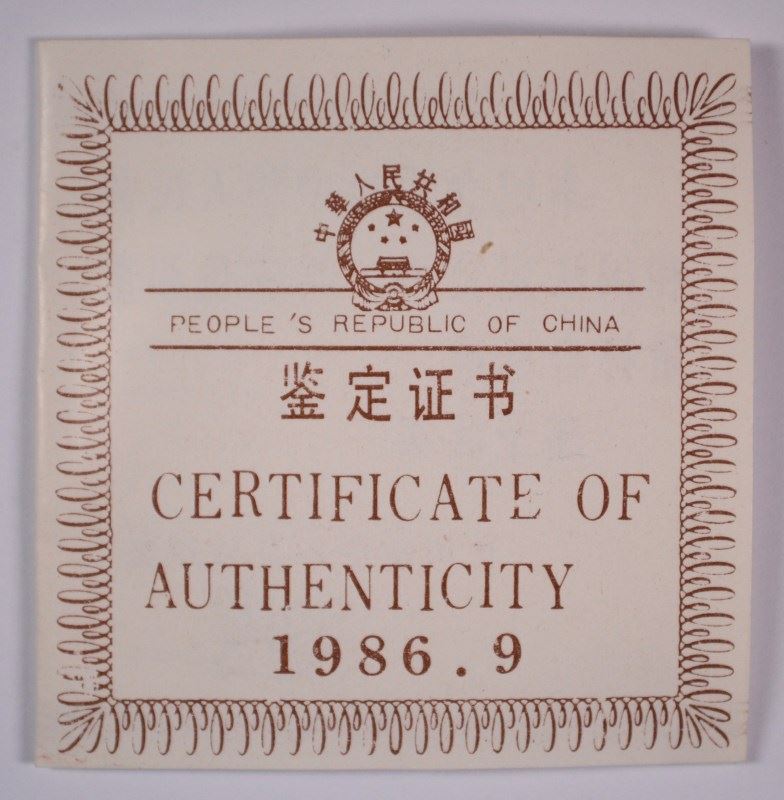 中華人民共和国
PEOPLE'S REPUBLIC OF CHINA
鉴定证书
CERTIFICATE OF
AUTHENTICITY
1986.9